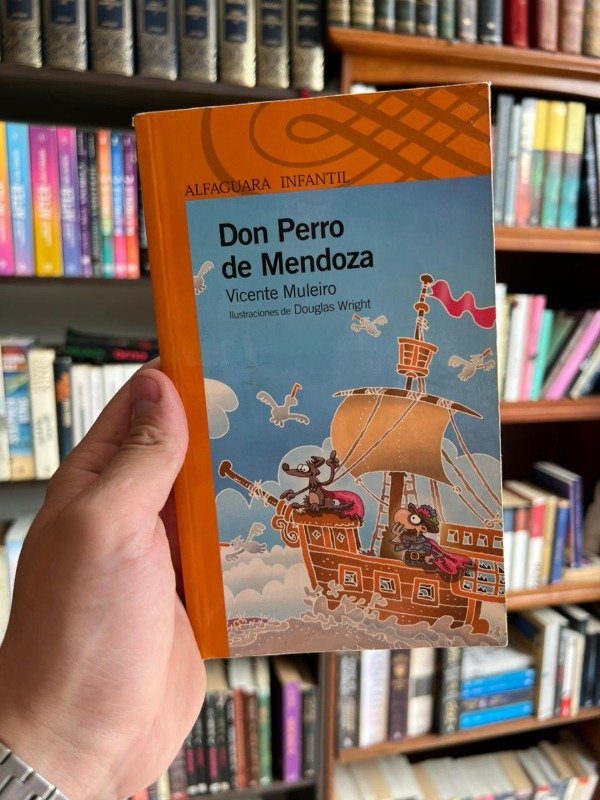 ALFAGUARA INFANTIL
Don Perro
de Mendoza
Vicente Muleiro
Ilustraciones de Douglas Wright